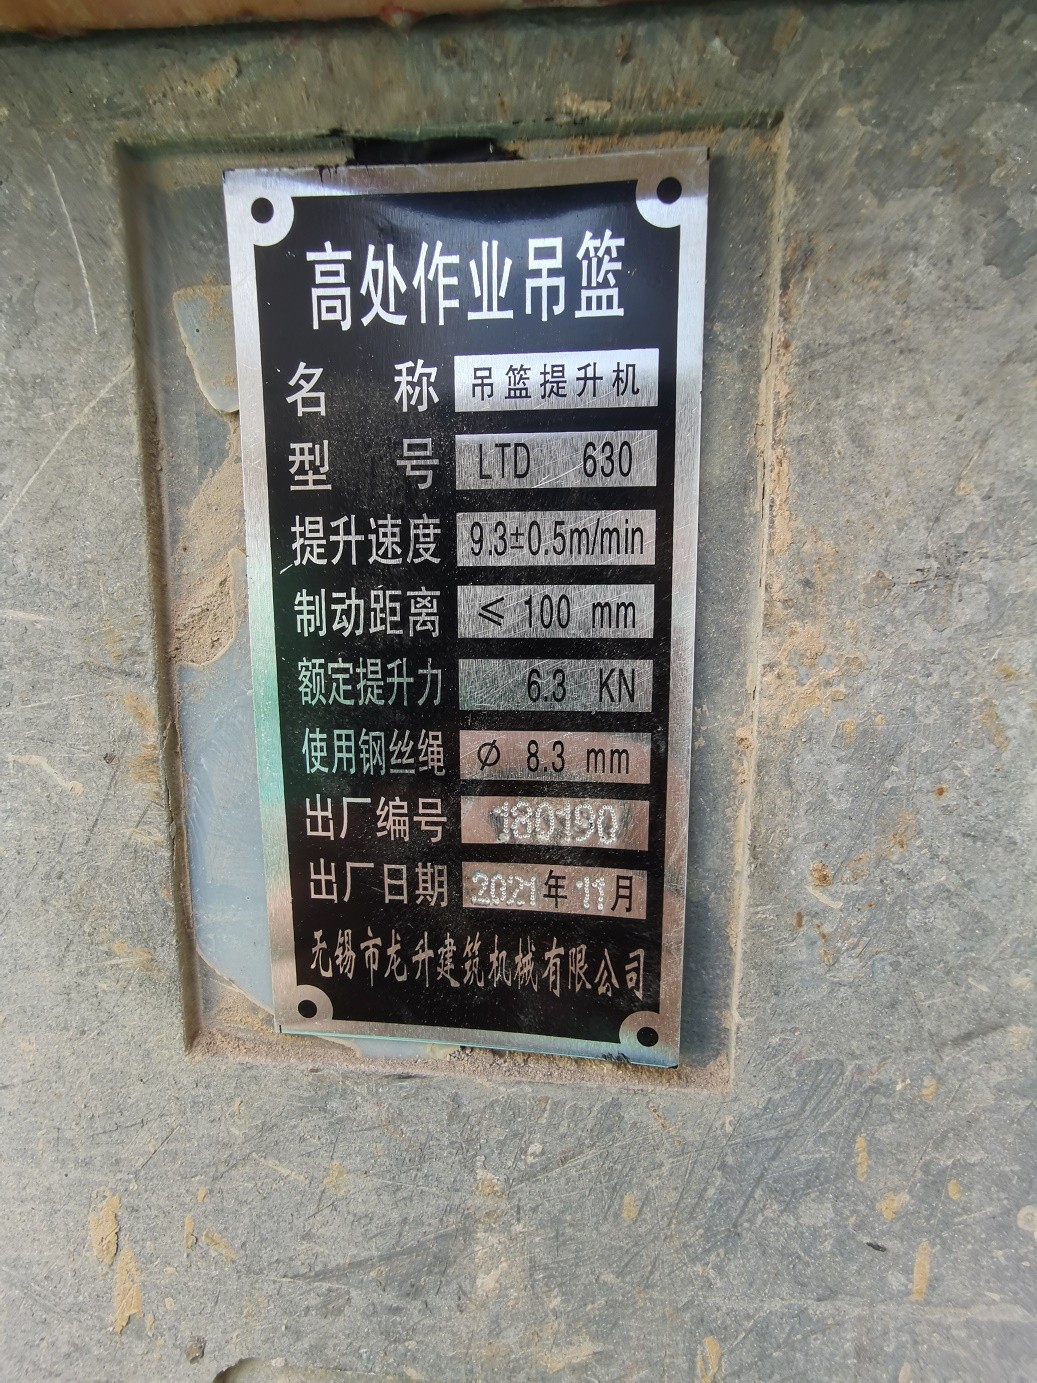 高处作业吊篮
名称 吊篮提升机
型号 LTD 630
提升速度 9.3±0.5m/min
制动距离 ≤ 100 mm
额定提升力 6.3 KN
使用钢丝绳 Ø 8.3 mm
出厂编号 180190
出厂日期 2021年11月
无锡市龙升建筑机械有限公司